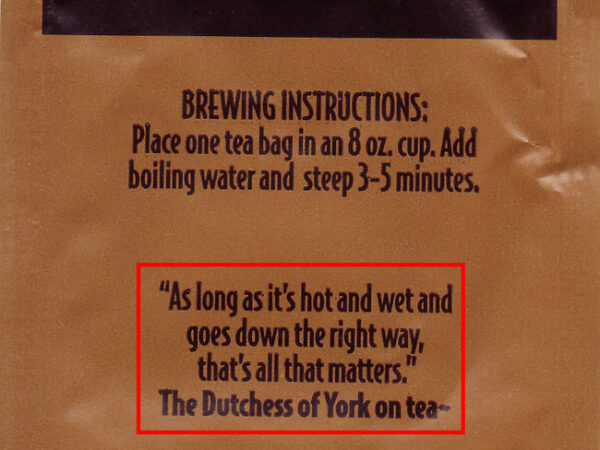 BREWING INSTRUCTIONS:
Place one tea bag in an 8 oz. cup. Add
boiling water and steep 3-5 minutes.
“As long as it's hot and wet and
goes down the right way,
that's all that matters.”
The Dutchess of York on tea~